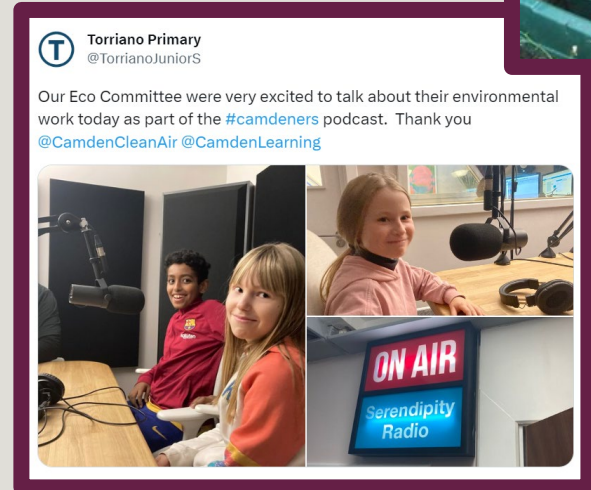 T
Torriano Primary
@TorrianoJuniorS
Our Eco Committee were very excited to talk about their environmental
work today as part of the #camdeners podcast.  Thank you
@CamdenCleanAir @CamdenLearning
ON AIR
Serendipity
Radio